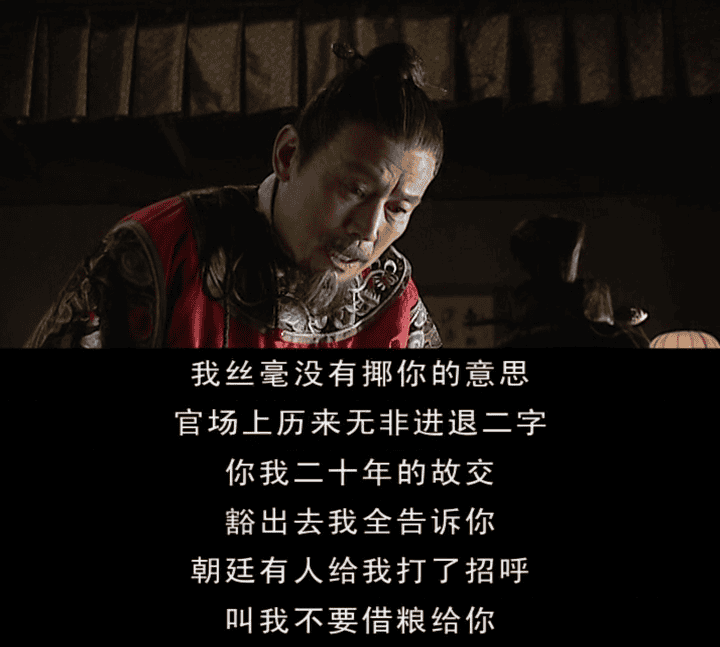 我丝毫没有揶你的意思
官场上历来无非进退二字
你我二十年的故交
豁出去我全告诉你
朝廷有人给我打了招呼
叫我不要借粮给你